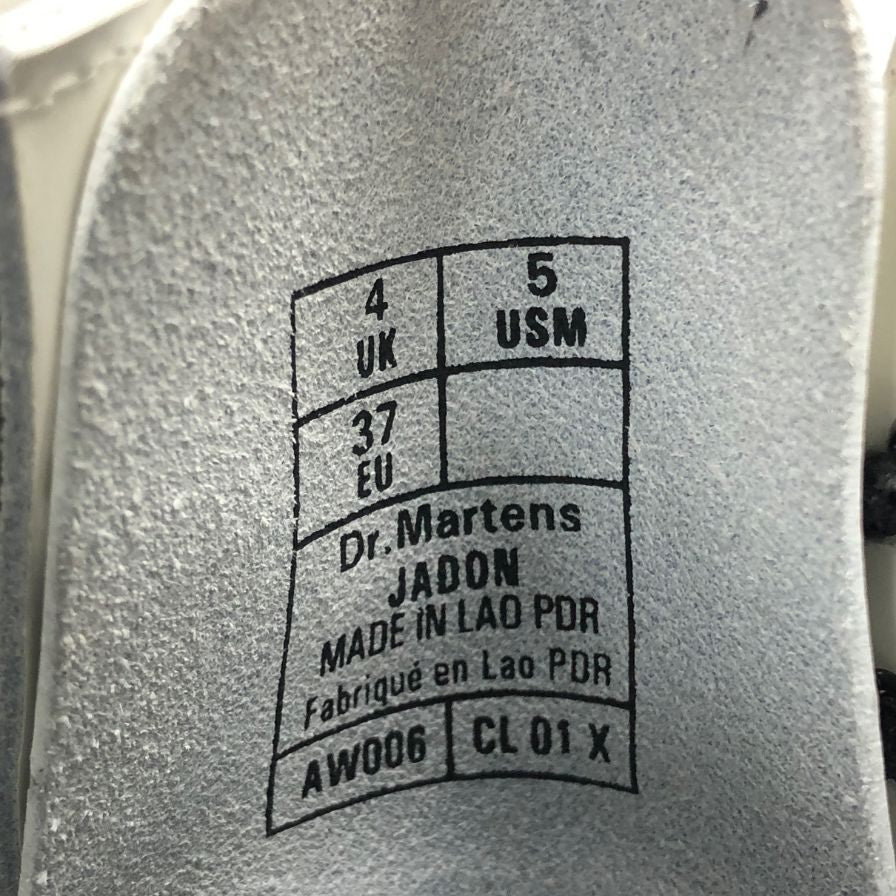 4 5
UK USM
37
EU
Dr. Martens
JADON
MADE IN LAO PDR
Fabriqué en Lao PDR
AW006 CL 01 X